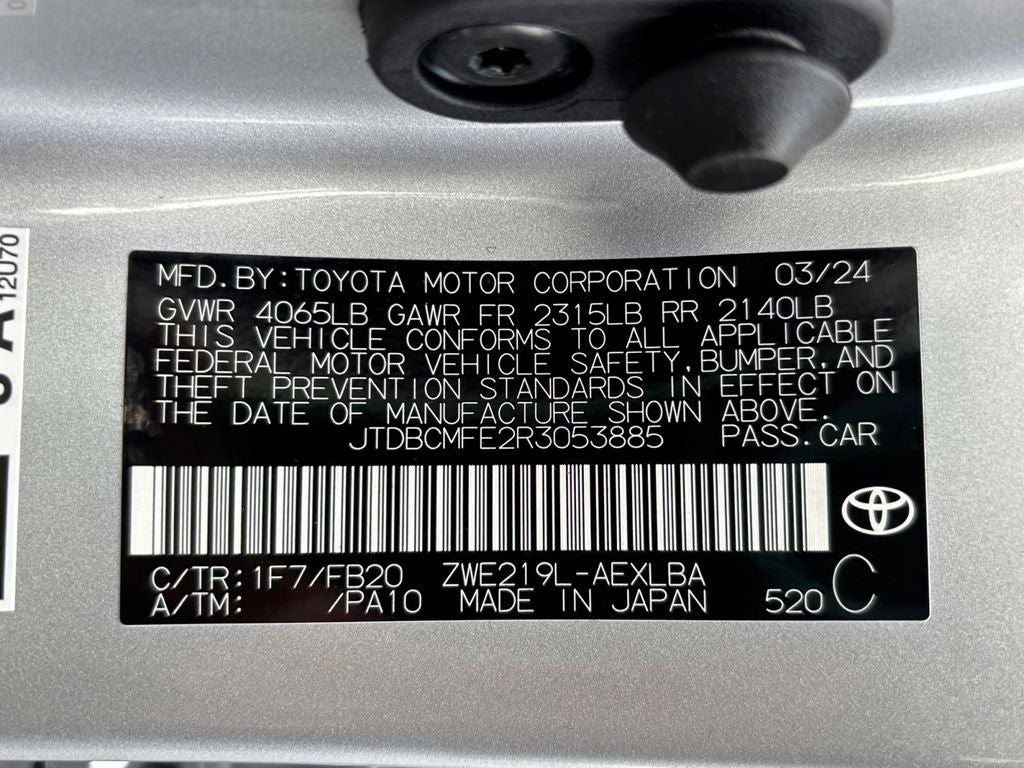 MFD.BY:TOYOTA MOTOR CORPORATION 03/24
GVWR 4065LB GAWR FR 2315LB RR 2140LB
THIS VEHICLE CONFORMS TO ALL APPLICABLE
FEDERAL MOTOR VEHICLE SAFETY,BUMPER,AND
THEFT PREVENTION STANDARDS IN EFFECT ON
THE DATE OF MANUFACTURE SHOWN ABOVE.
JTDBCMFE2R3053885 PASS.CAR
C/TR:1F7/FB20 ZWE219L-AEXLBA
A/TM: /PA10 MADE IN JAPAN 520 C
A12U70